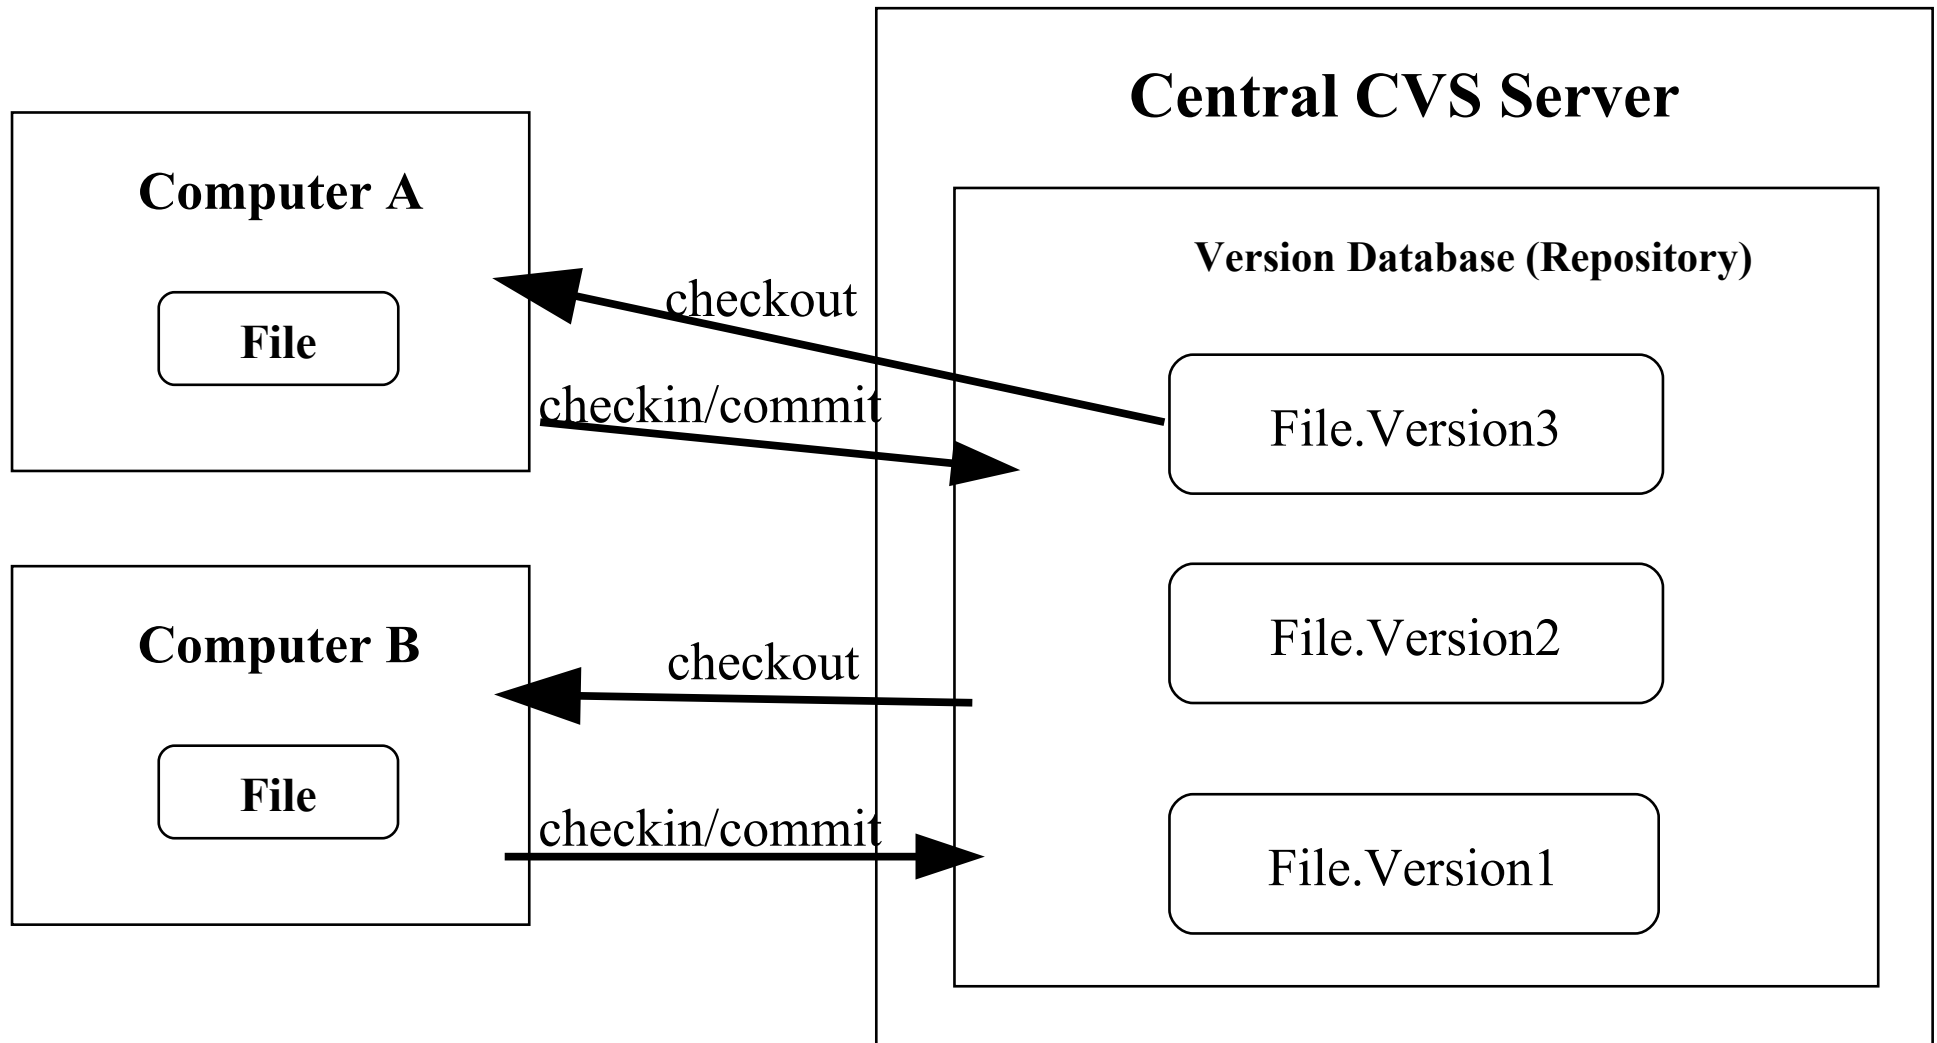 Central CVS Server
Computer A
Version Database (Repository)
checkout
File
checkin/commit
File.Version3
Computer B
checkout
File.Version2
File
checkin/commit
File.Version1